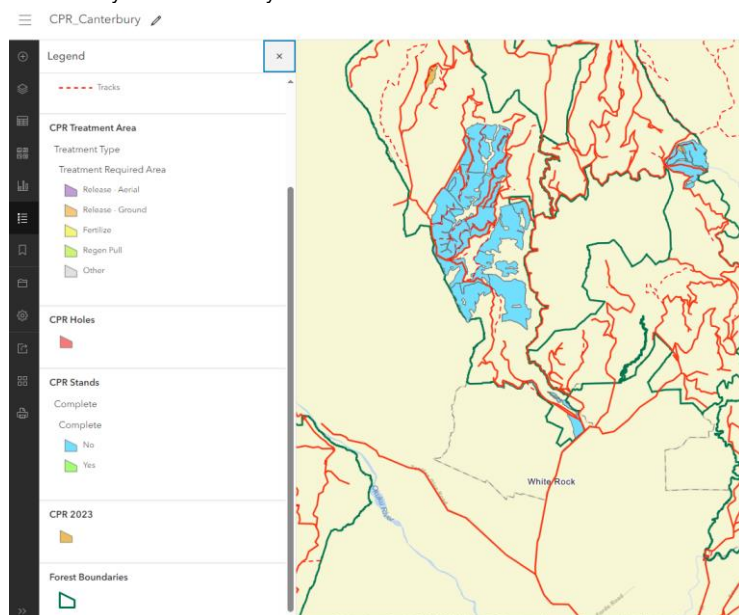 CPR_Canterbury
Legend
Tracks
CPR Treatment Area
Treatment Type
Treatment Required Area
Release - Aerial
Release - Ground
Fertilize
Regen Pull
Other
CPR Holes
CPR Stands
Complete
Complete
No
Yes
CPR 2023
Forest Boundaries
White Rock